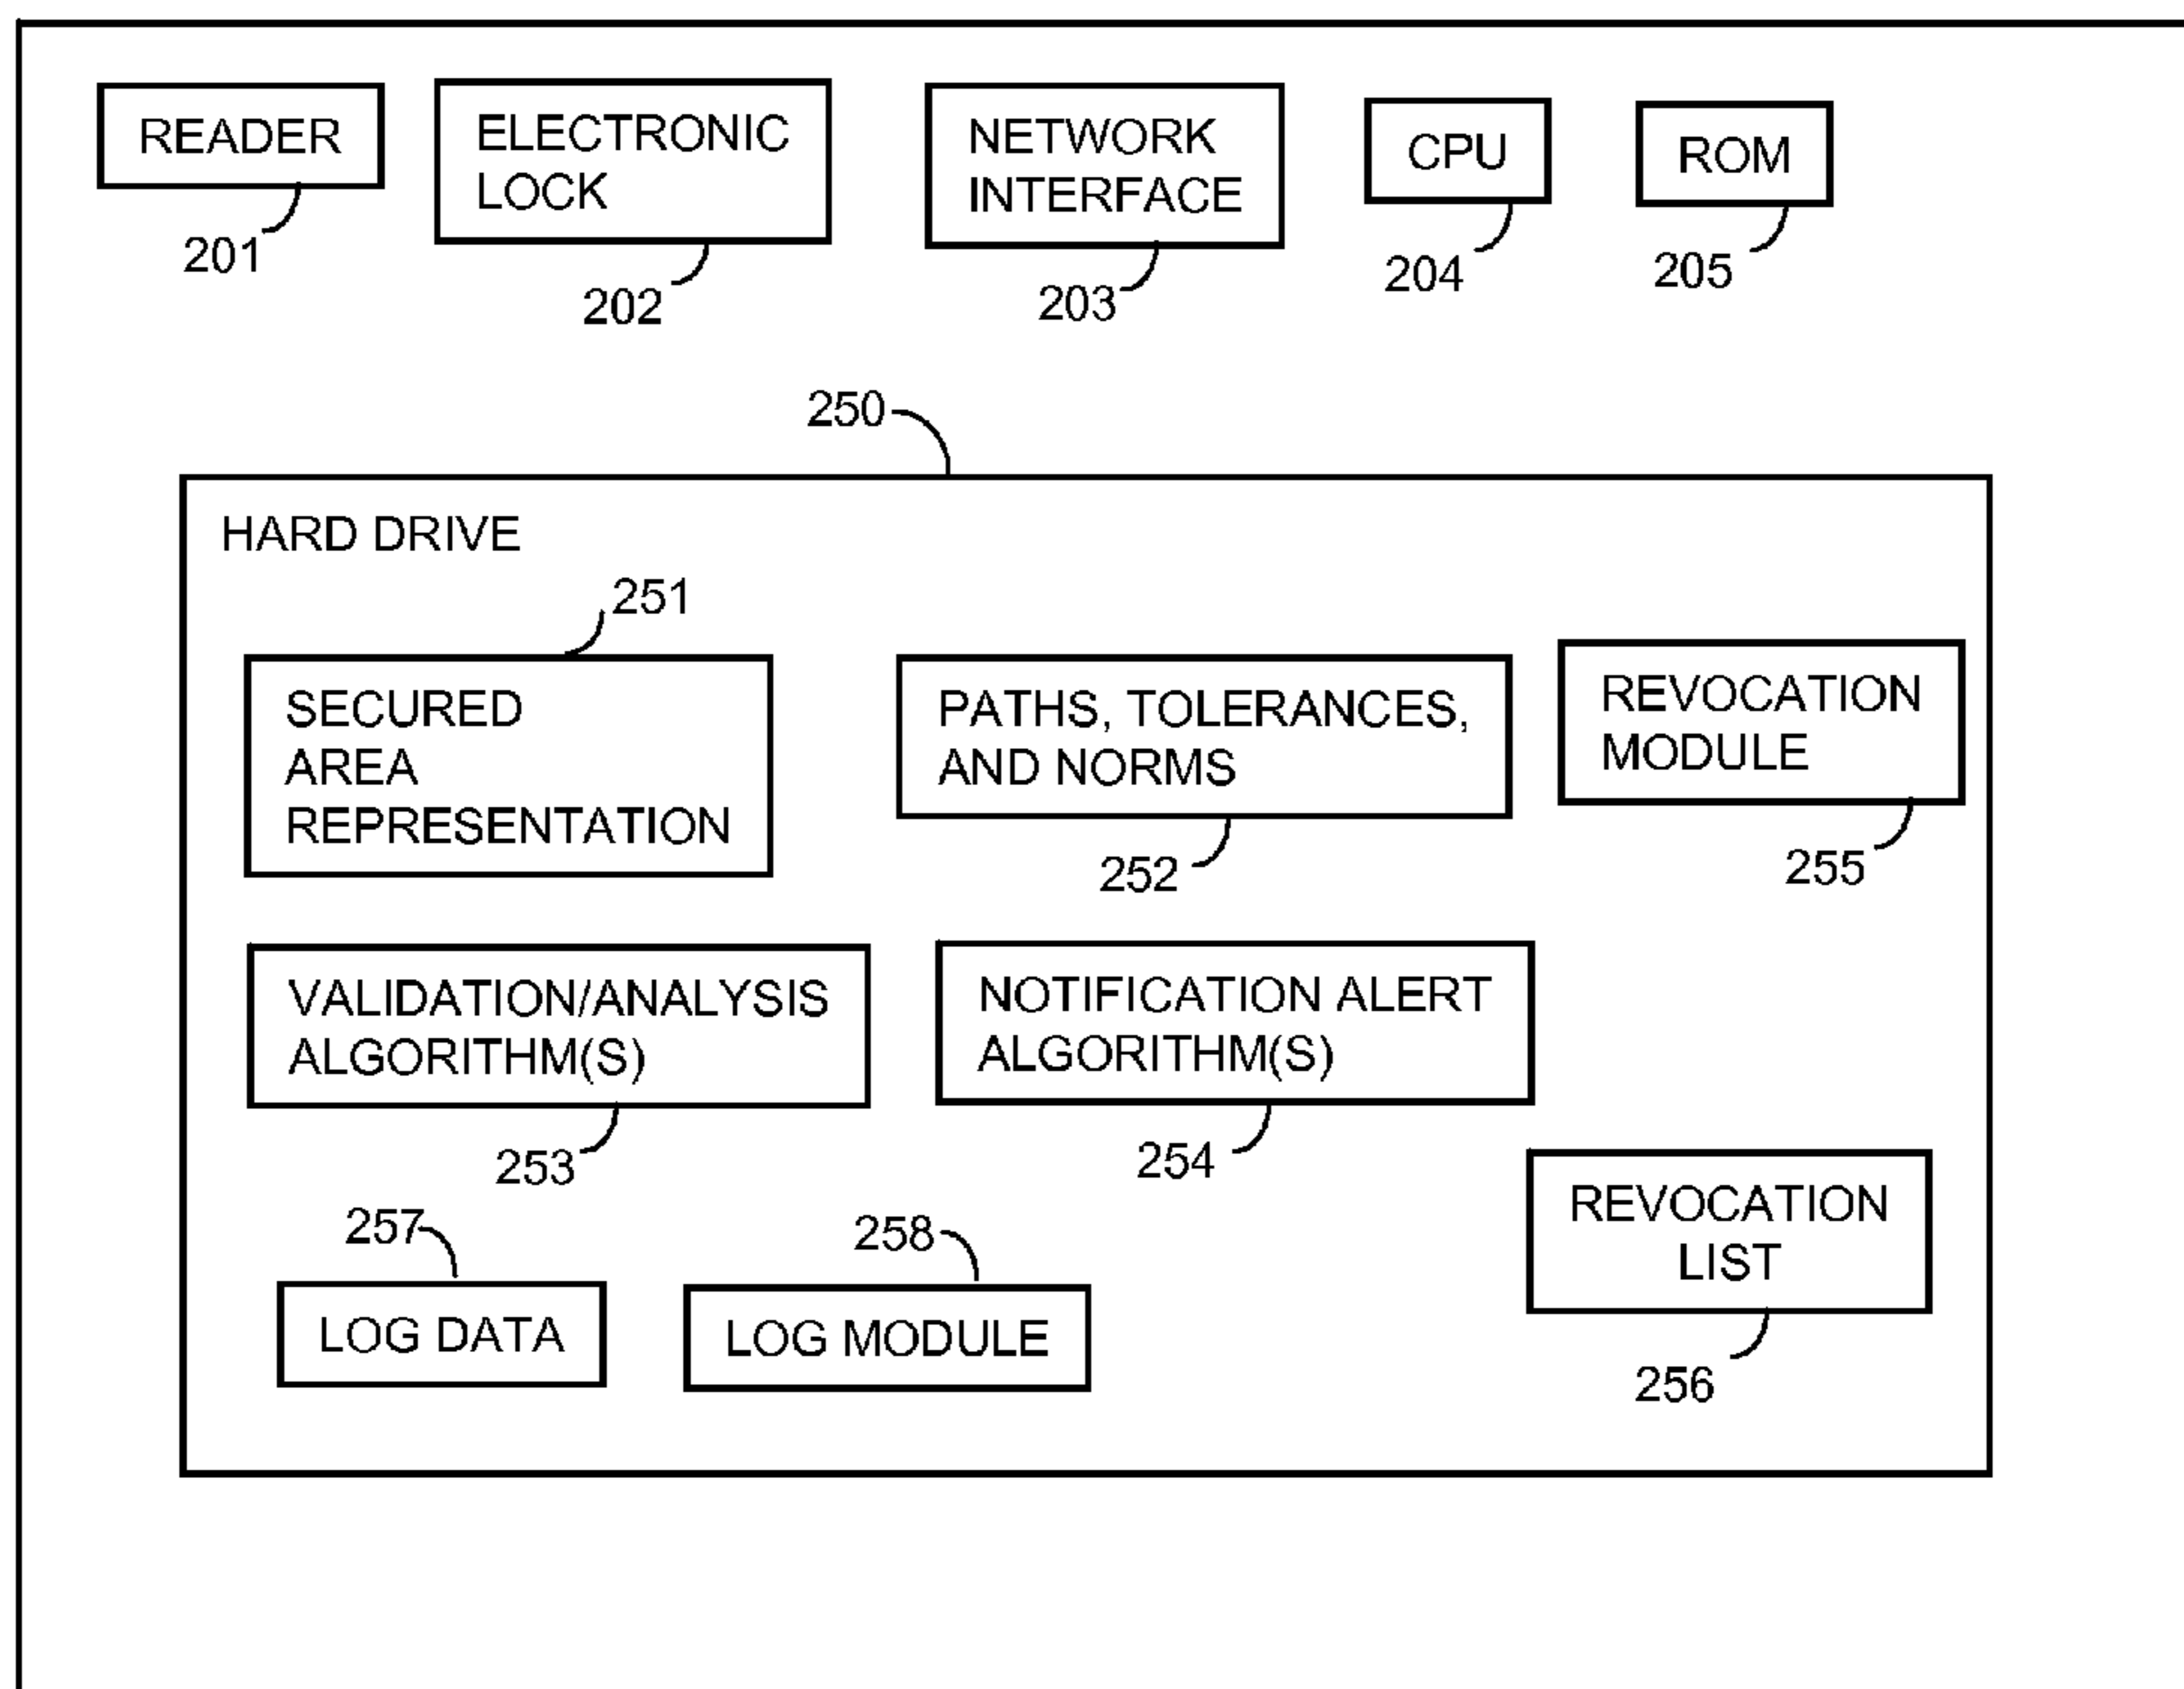 READER
201
ELECTRONIC
LOCK
202
NETWORK
INTERFACE
203
CPU
204
ROM
205
250
HARD DRIVE
251
SECURED
AREA
REPRESENTATION
PATHS, TOLERANCES,
AND NORMS
252
REVOCATION
MODULE
255
VALIDATION/ANALYSIS
ALGORITHM(S)
253
NOTIFICATION ALERT
ALGORITHM(S)
254
REVOCATION
LIST
256
257
LOG DATA
258
LOG MODULE